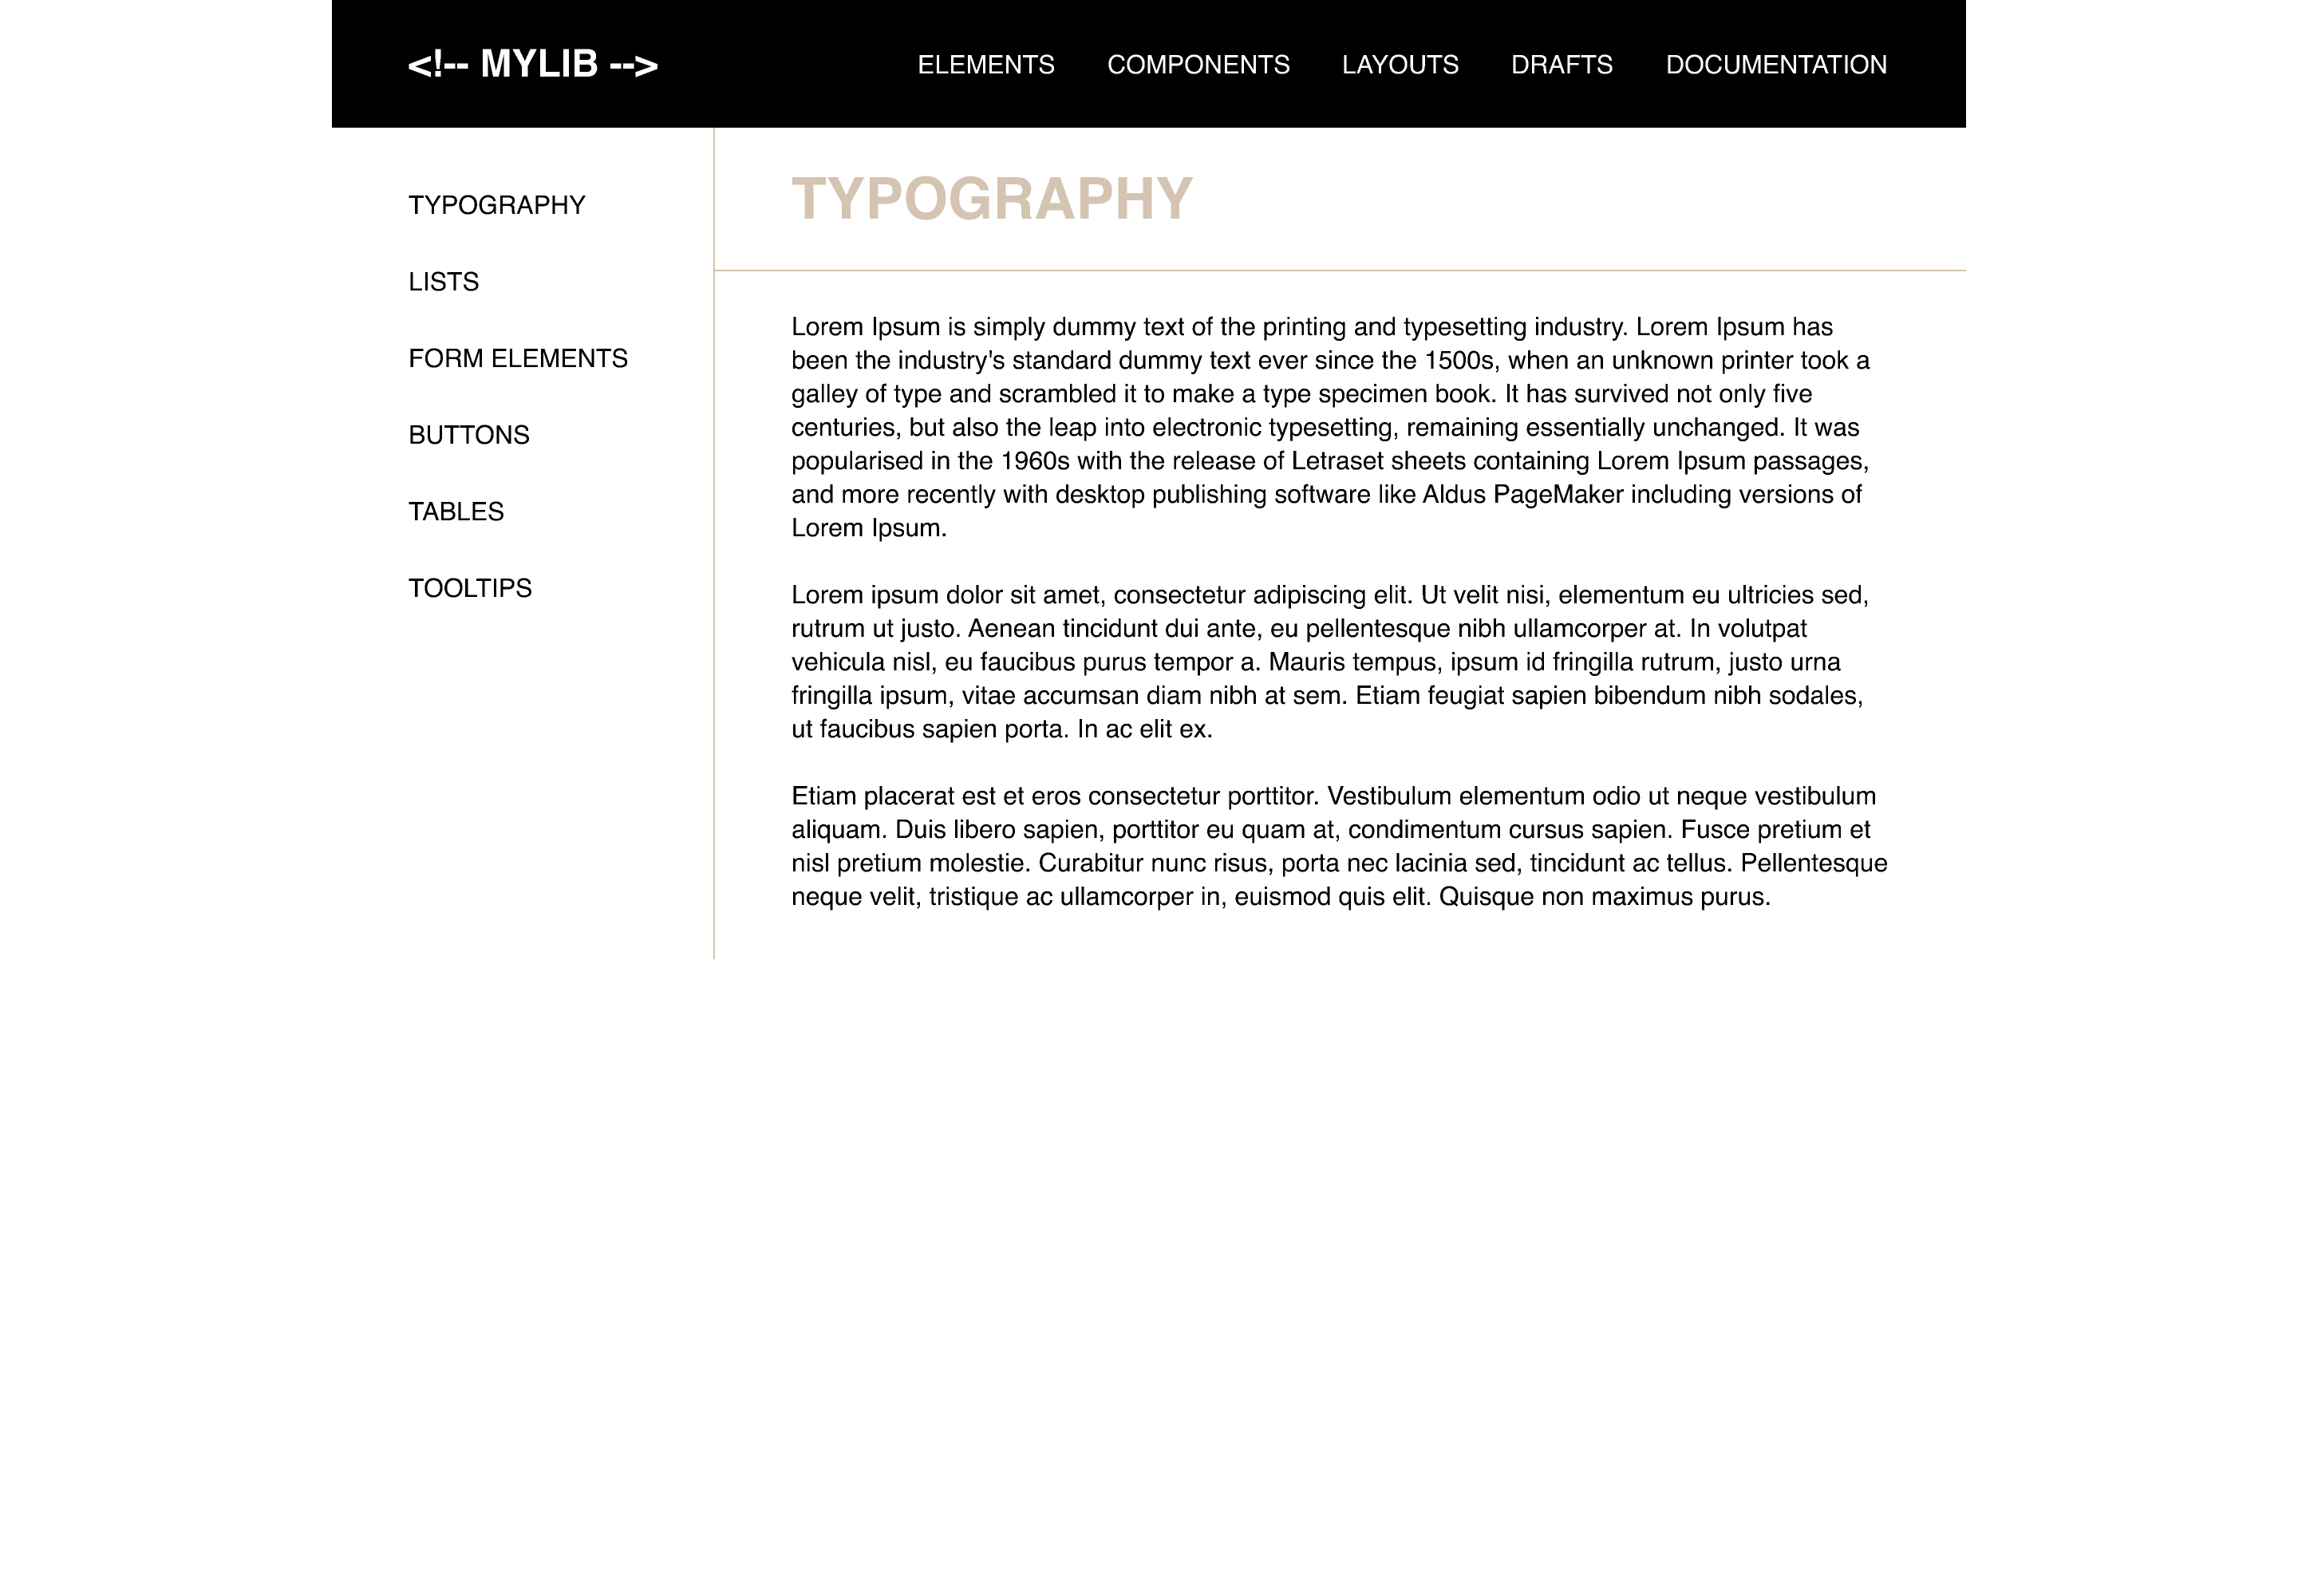 <!-- MYLIB -->
ELEMENTS COMPONENTS LAYOUTS DRAFTS DOCUMENTATION
TYPOGRAPHY
LISTS
FORM ELEMENTS
BUTTONS
TABLES
TOOLTIPS
TYPOGRAPHY
Lorem Ipsum is simply dummy text of the printing and typesetting industry. Lorem Ipsum has
been the industry's standard dummy text ever since the 1500s, when an unknown printer took a
galley of type and scrambled it to make a type specimen book. It has survived not only five
centuries, but also the leap into electronic typesetting, remaining essentially unchanged. It was
popularised in the 1960s with the release of Letraset sheets containing Lorem Ipsum passages,
and more recently with desktop publishing software like Aldus PageMaker including versions of
Lorem Ipsum.
Lorem ipsum dolor sit amet, consectetur adipiscing elit. Ut velit nisi, elementum eu ultricies sed,
rutrum ut justo. Aenean tincidunt dui ante, eu pellentesque nibh ullamcorper at. In volutpat
vehicula nisl, eu faucibus purus tempor a. Mauris tempus, ipsum id fringilla rutrum, justo urna
fringilla ipsum, vitae accumsan diam nibh at sem. Etiam feugiat sapien bibendum nibh sodales,
ut faucibus sapien porta. In ac elit ex.
Etiam placerat est et eros consectetur porttitor. Vestibulum elementum odio ut neque vestibulum
aliquam. Duis libero sapien, porttitor eu quam at, condimentum cursus sapien. Fusce pretium et
nisl pretium molestie. Curabitur nunc risus, porta nec lacinia sed, tincidunt ac tellus. Pellentesque
neque velit, tristique ac ullamcorper in, euismod quis elit. Quisque non maximus purus.